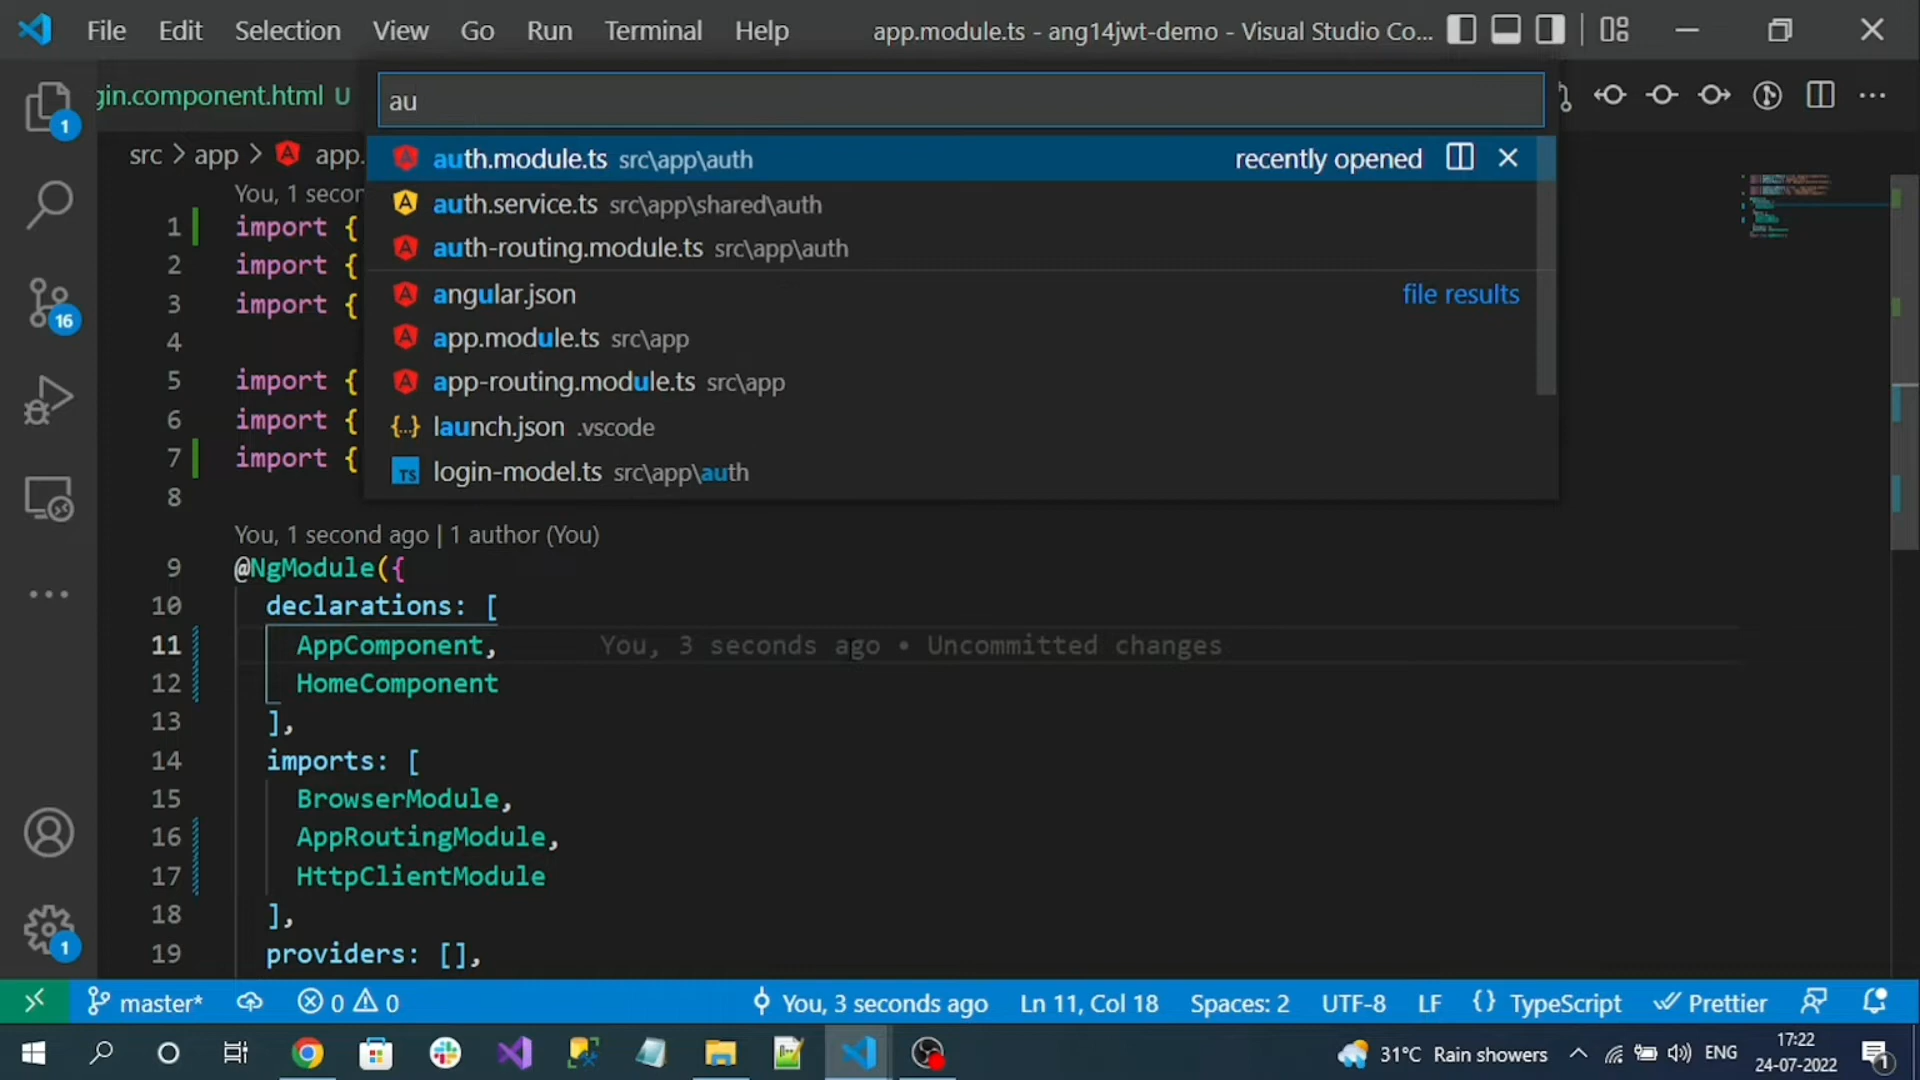 File Edit Selection View Go Run Terminal Help app.module.ts - ang14jwt-demo - Visual Studio Co...
gin.component.html U
au
src > app > app.
auth.module.ts src\app\auth recently opened
auth.service.ts src\app\shared\auth
auth-routing.module.ts src\app\auth
angular.json file results
app.module.ts src\app
app-routing.module.ts src\app
launch.json .vscode
login-model.ts src\app\auth
You, 1 secon
1 import {
2 import {
3 import {
4
5 import {
6 import {
7 import {
8
You, 1 second ago | 1 author (You)
9 @NgModule({
10 declarations: [
11 AppComponent, You, 3 seconds ago • Uncommitted changes
12 HomeComponent
13 ],
14 imports: [
15 BrowserModule,
16 AppRoutingModule,
17 HttpClientModule
18 ],
19 providers: [],
1
16
1
master* 0 0 You, 3 seconds ago Ln 11, Col 18 Spaces: 2 UTF-8 LF {} TypeScript Prettier
31°C Rain showers ENG 17:22
24-07-2022
1